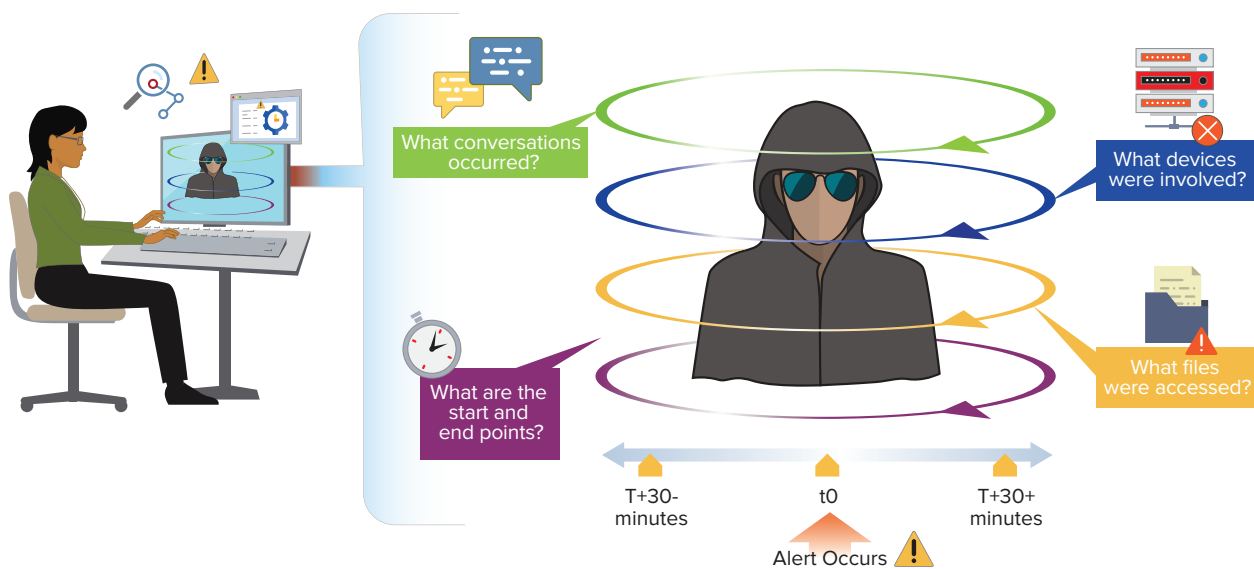 What conversations
occurred?
What devices
were involved?
What are the
start and
end points?
What files
were accessed?
T+30-
minutes
t0
T+30+
minutes
Alert Occurs